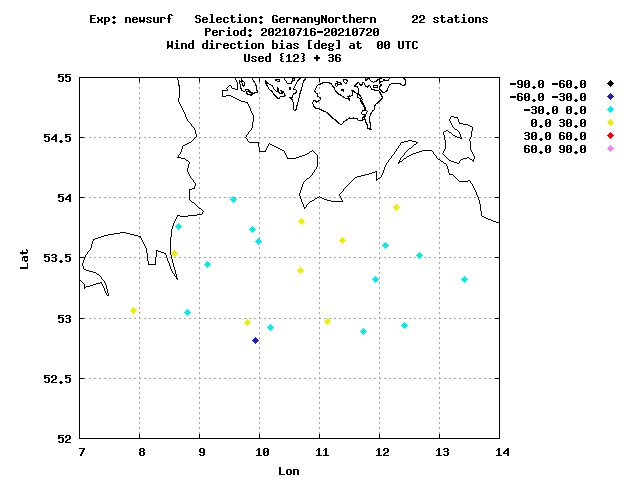 Exp: newsurf   Selection: GermanyNorthern     22 stations
Period: 20210716-20210720
Wind direction bias [deg] at  00 UTC
Used {12} + 36
-90.0 -60.0
-60.0 -30.0
-30.0 0.0
0.0 30.0
30.0 60.0
60.0 90.0
55
54.5
54
53.5
53
52.5
52
Lat
7 8 9 10 11 12 13 14
Lon